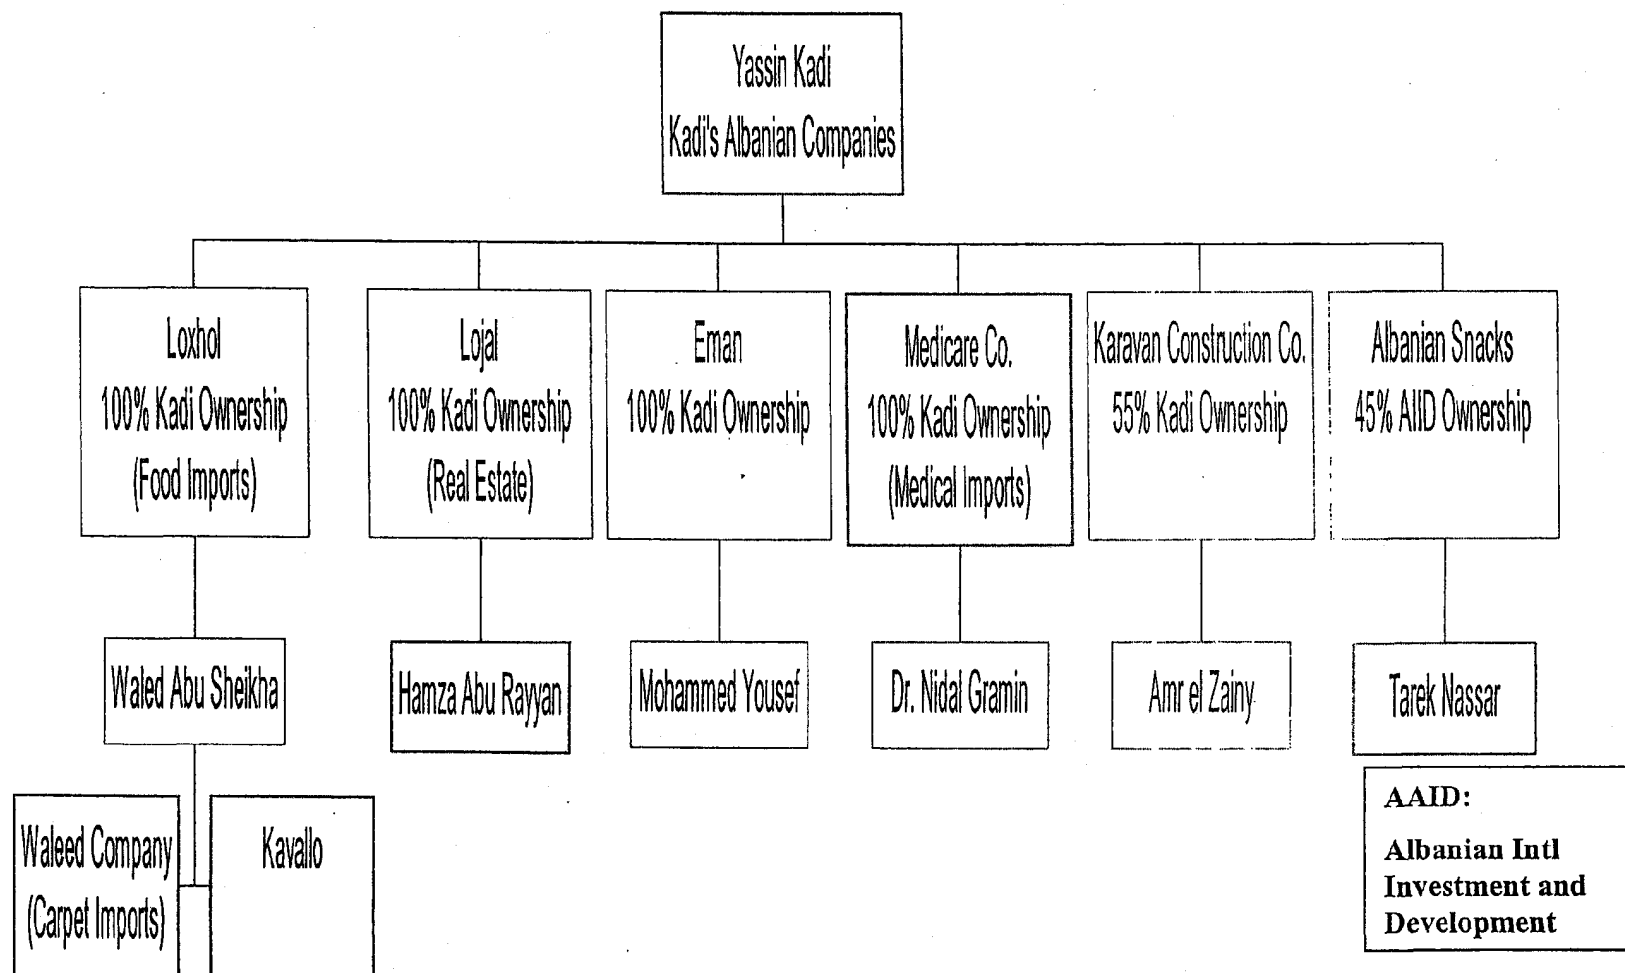 Yassin Kadi
Kadi's Albanian Companies
Loxhol
100% Kadi Ownership
(Food Imports)
Lojal
100% Kadi Ownership
(Real Estate)
Eman
100% Kadi Ownership
Medicare Co.
100% Kadi Ownership
(Medical Imports)
Karavan Construction Co.
55% Kadi Ownership
Albanian Snacks
45% AIID Ownership
Waled Abu Sheikha
Hamza Abu Rayyan
Mohammed Yousef
Dr. Nidal Gramin
Amr el Zainy
Tarek Nassar
Waleed Company
(Carpet Imports)
Kavallo
AAID:
Albanian Intl
Investment and
Development